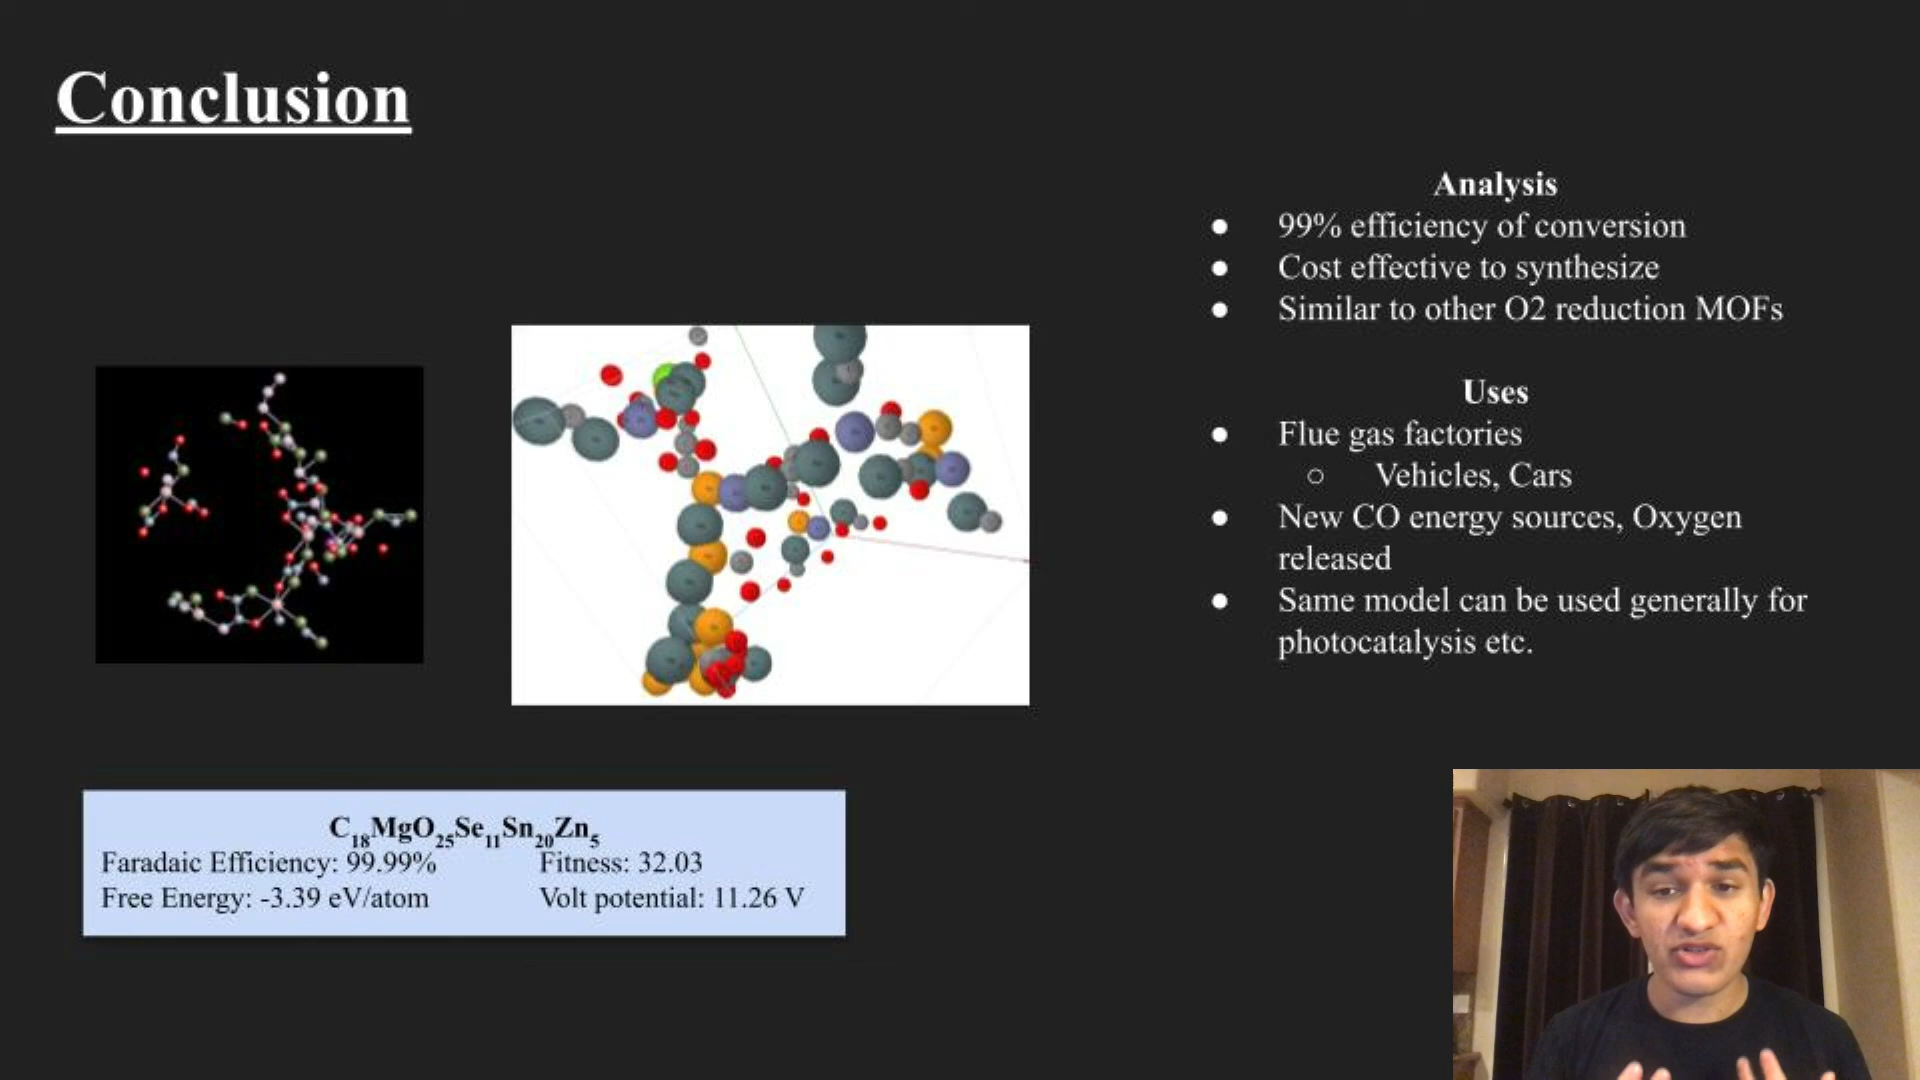 Conclusion
Analysis
● 99% efficiency of conversion
● Cost effective to synthesize
● Similar to other O2 reduction MOFs
Uses
● Flue gas factories
○ Vehicles, Cars
● New CO energy sources, Oxygen
released
● Same model can be used generally for
photocatalysis etc.
C₁₈MgO₂₅Se₁₁Sn₂₀Zn₅
Faradaic Efficiency: 99.99% Fitness: 32.03
Free Energy: -3.39 eV/atom Volt potential: 11.26 V